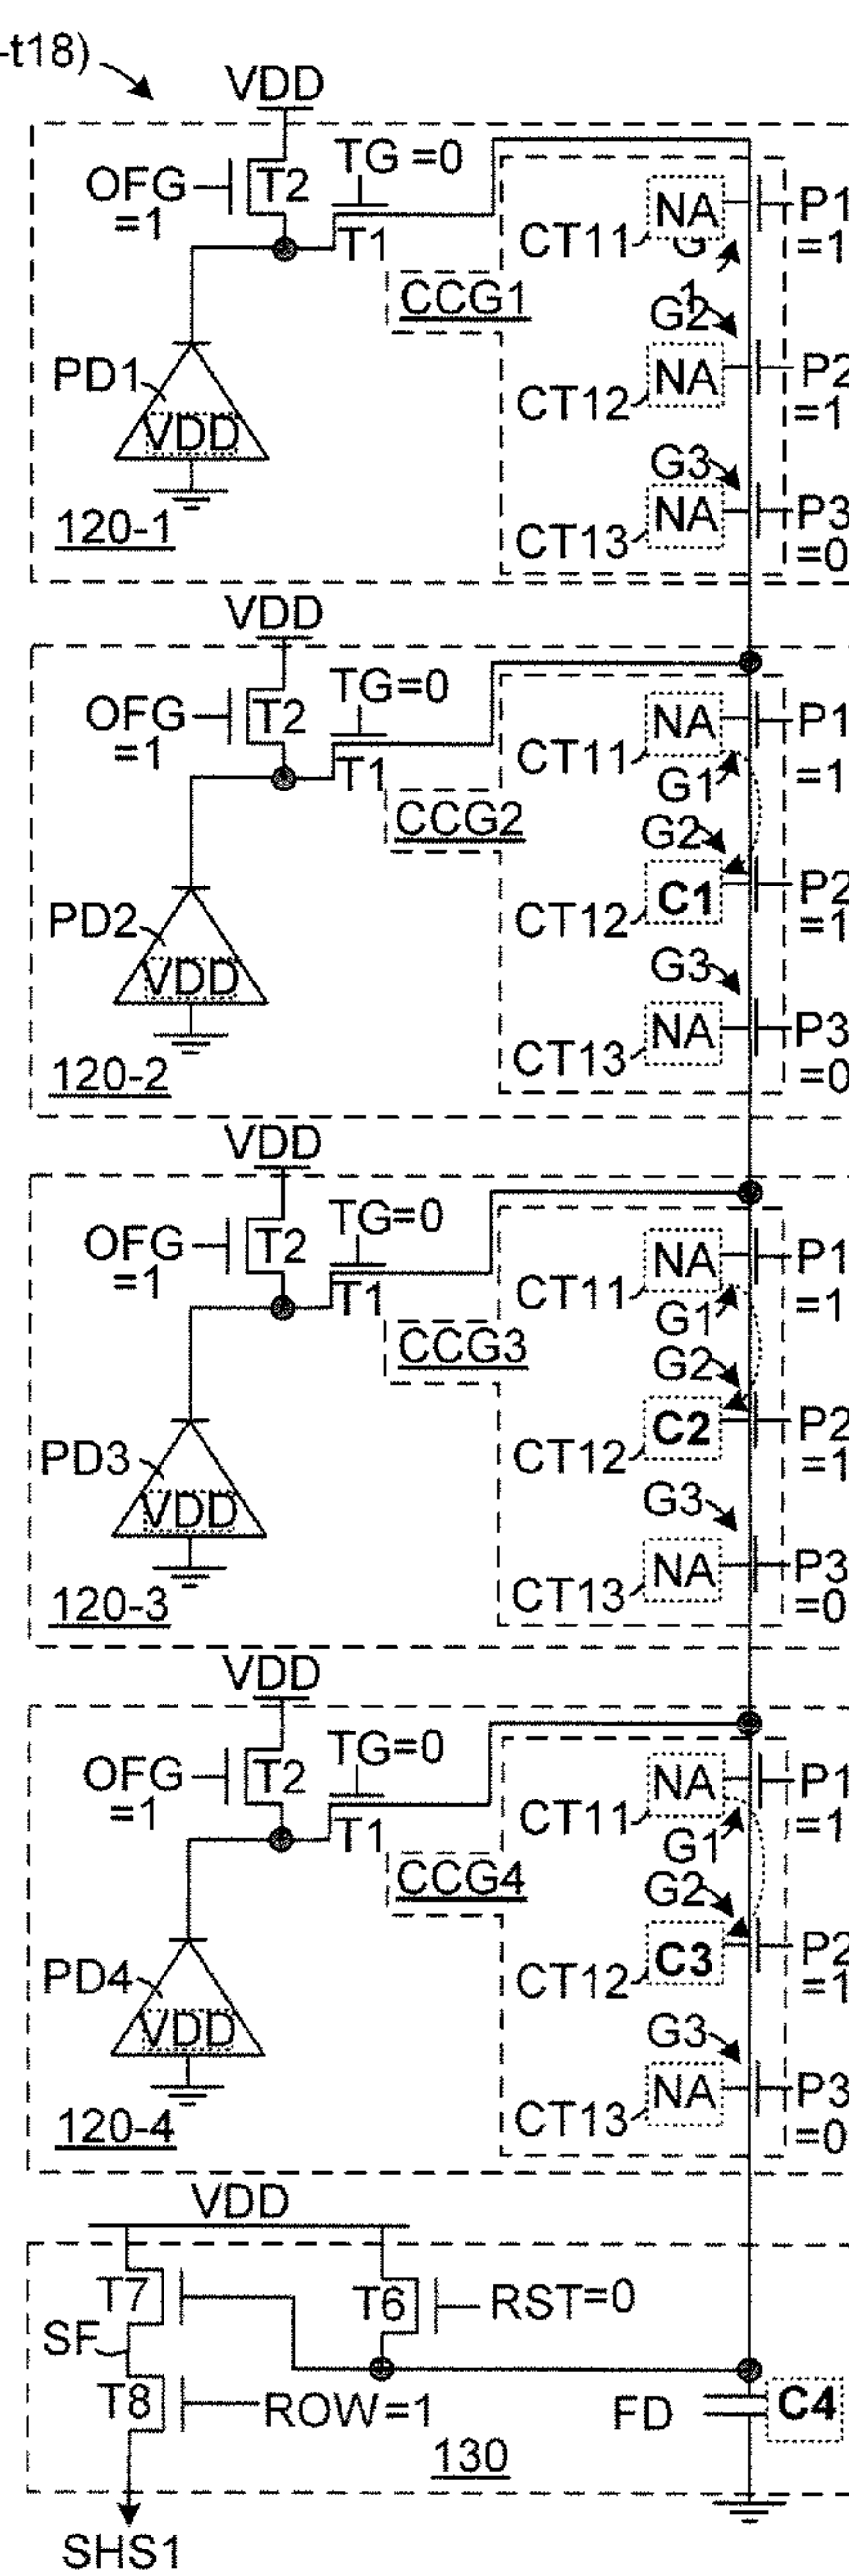 -t18)
VDD
OFG
=1
T2
TG =0
T1
CCG1
CT11
NA
P1
=1
G
1
G2
CT12
NA
P2
=1
G3
CT13
NA
P3
=0
PD1
VDD
120-1
VDD
OFG
=1
T2
TG=0
T1
CCG2
CT11
NA
P1
=1
G1
G2
CT12
C1
P2
=1
G3
CT13
NA
P3
=0
PD2
VDD
120-2
VDD
OFG
=1
T2
TG=0
T1
CCG3
CT11
NA
P1
=1
G1
G2
CT12
C2
P2
=1
G3
CT13
NA
P3
=0
PD3
VDD
120-3
VDD
OFG
=1
T2
TG=0
T1
CCG4
CT11
NA
P1
=1
G1
G2
CT12
C3
P2
=1
G3
CT13
NA
P3
=0
PD4
VDD
120-4
VDD
T7
T6
RST=0
SF
T8
ROW=1
FD
C4
130
SHS1